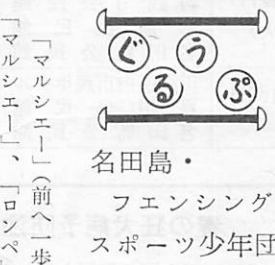 ぐるうぷ
名田島・
フェンシング
スポーツ少年団
「マルシエー」（前へ一歩
「マルシエー」、「ロンペ